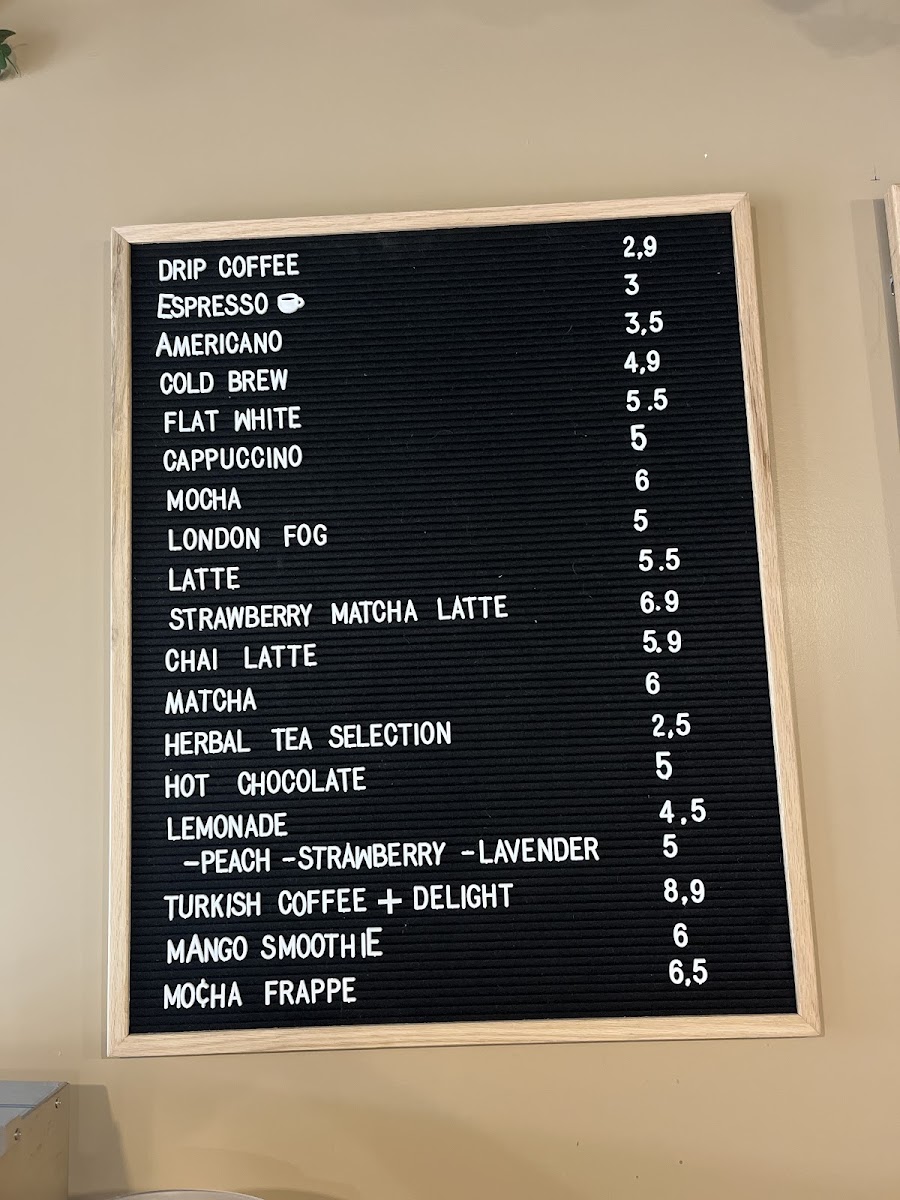 DRIP COFFEE 2,9
ESPRESSO 3
AMERICANO 3,5
COLD BREW 4,9
FLAT WHITE 5.5
CAPPUCCINO 5
MOCHA 6
LONDON FOG 5
LATTE 5.5
STRAWBERRY MATCHA LATTE 6.9
CHAI LATTE 5.9
MATCHA 6
HERBAL TEA SELECTION 2,5
HOT CHOCOLATE 5
LEMONADE 4,5
-PEACH -STRAWBERRY -LAVENDER 5
TURKISH COFFEE + DELIGHT 8,9
MANGO SMOOTHIE 6
MO¢HA FRAPPE 6,5